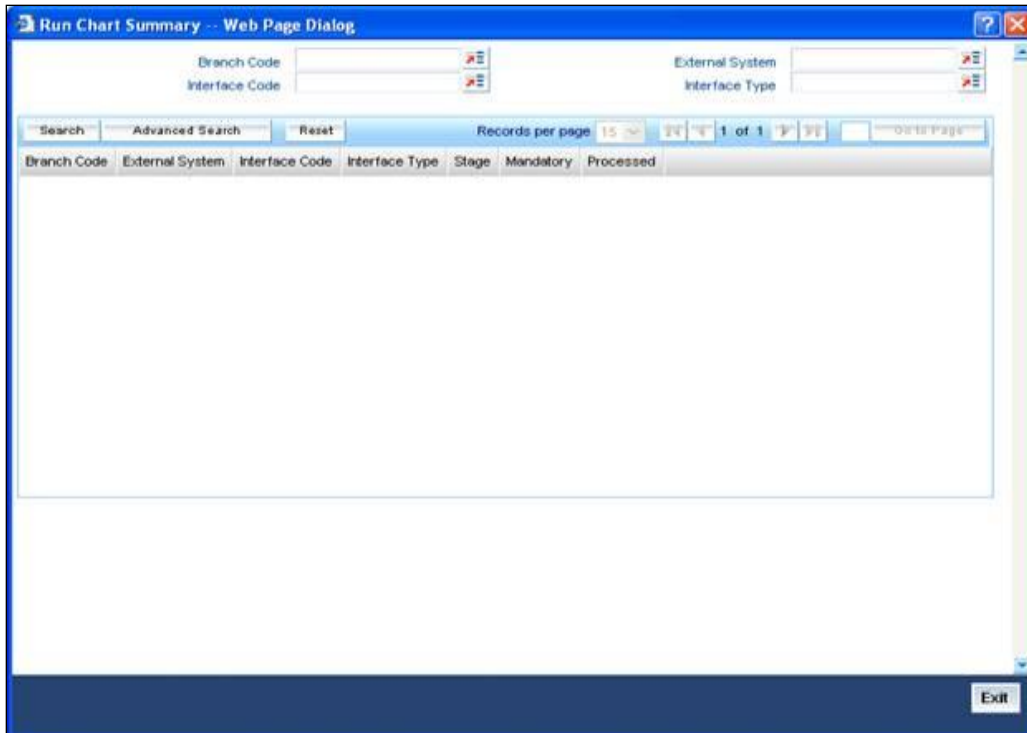 Run Chart Summary -- Web Page Dialog
Branch Code External System
Interface Code Interface Type
Search Advanced Search Reset Records per page 15 1 of 1 Go to Page
Branch Code External System Interface Code Interface Type Stage Mandatory Processed
Exit